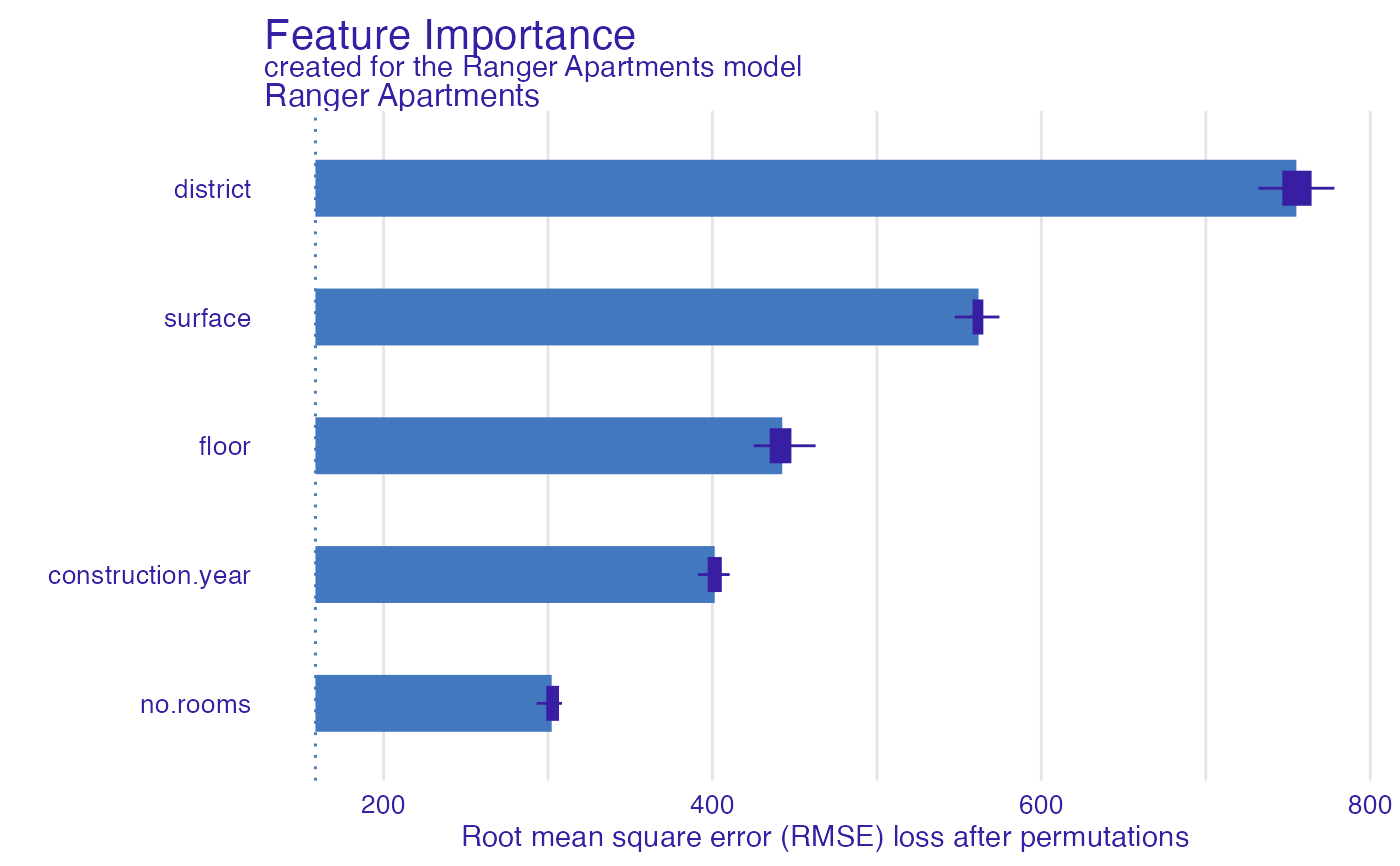 Feature Importance
created for the Ranger Apartments model
Ranger Apartments
district
surface
floor
construction.year
no.rooms
200 400 600 800
Root mean square error (RMSE) loss after permutations